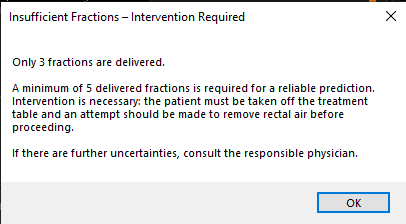 Insufficient Fractions – Intervention Required
Only 3 fractions are delivered.
A minimum of 5 delivered fractions is required for a reliable prediction.
Intervention is necessary: the patient must be taken off the treatment
table and an attempt should be made to remove rectal air before
proceeding.
If there are further uncertainties, consult the responsible physician.
OK